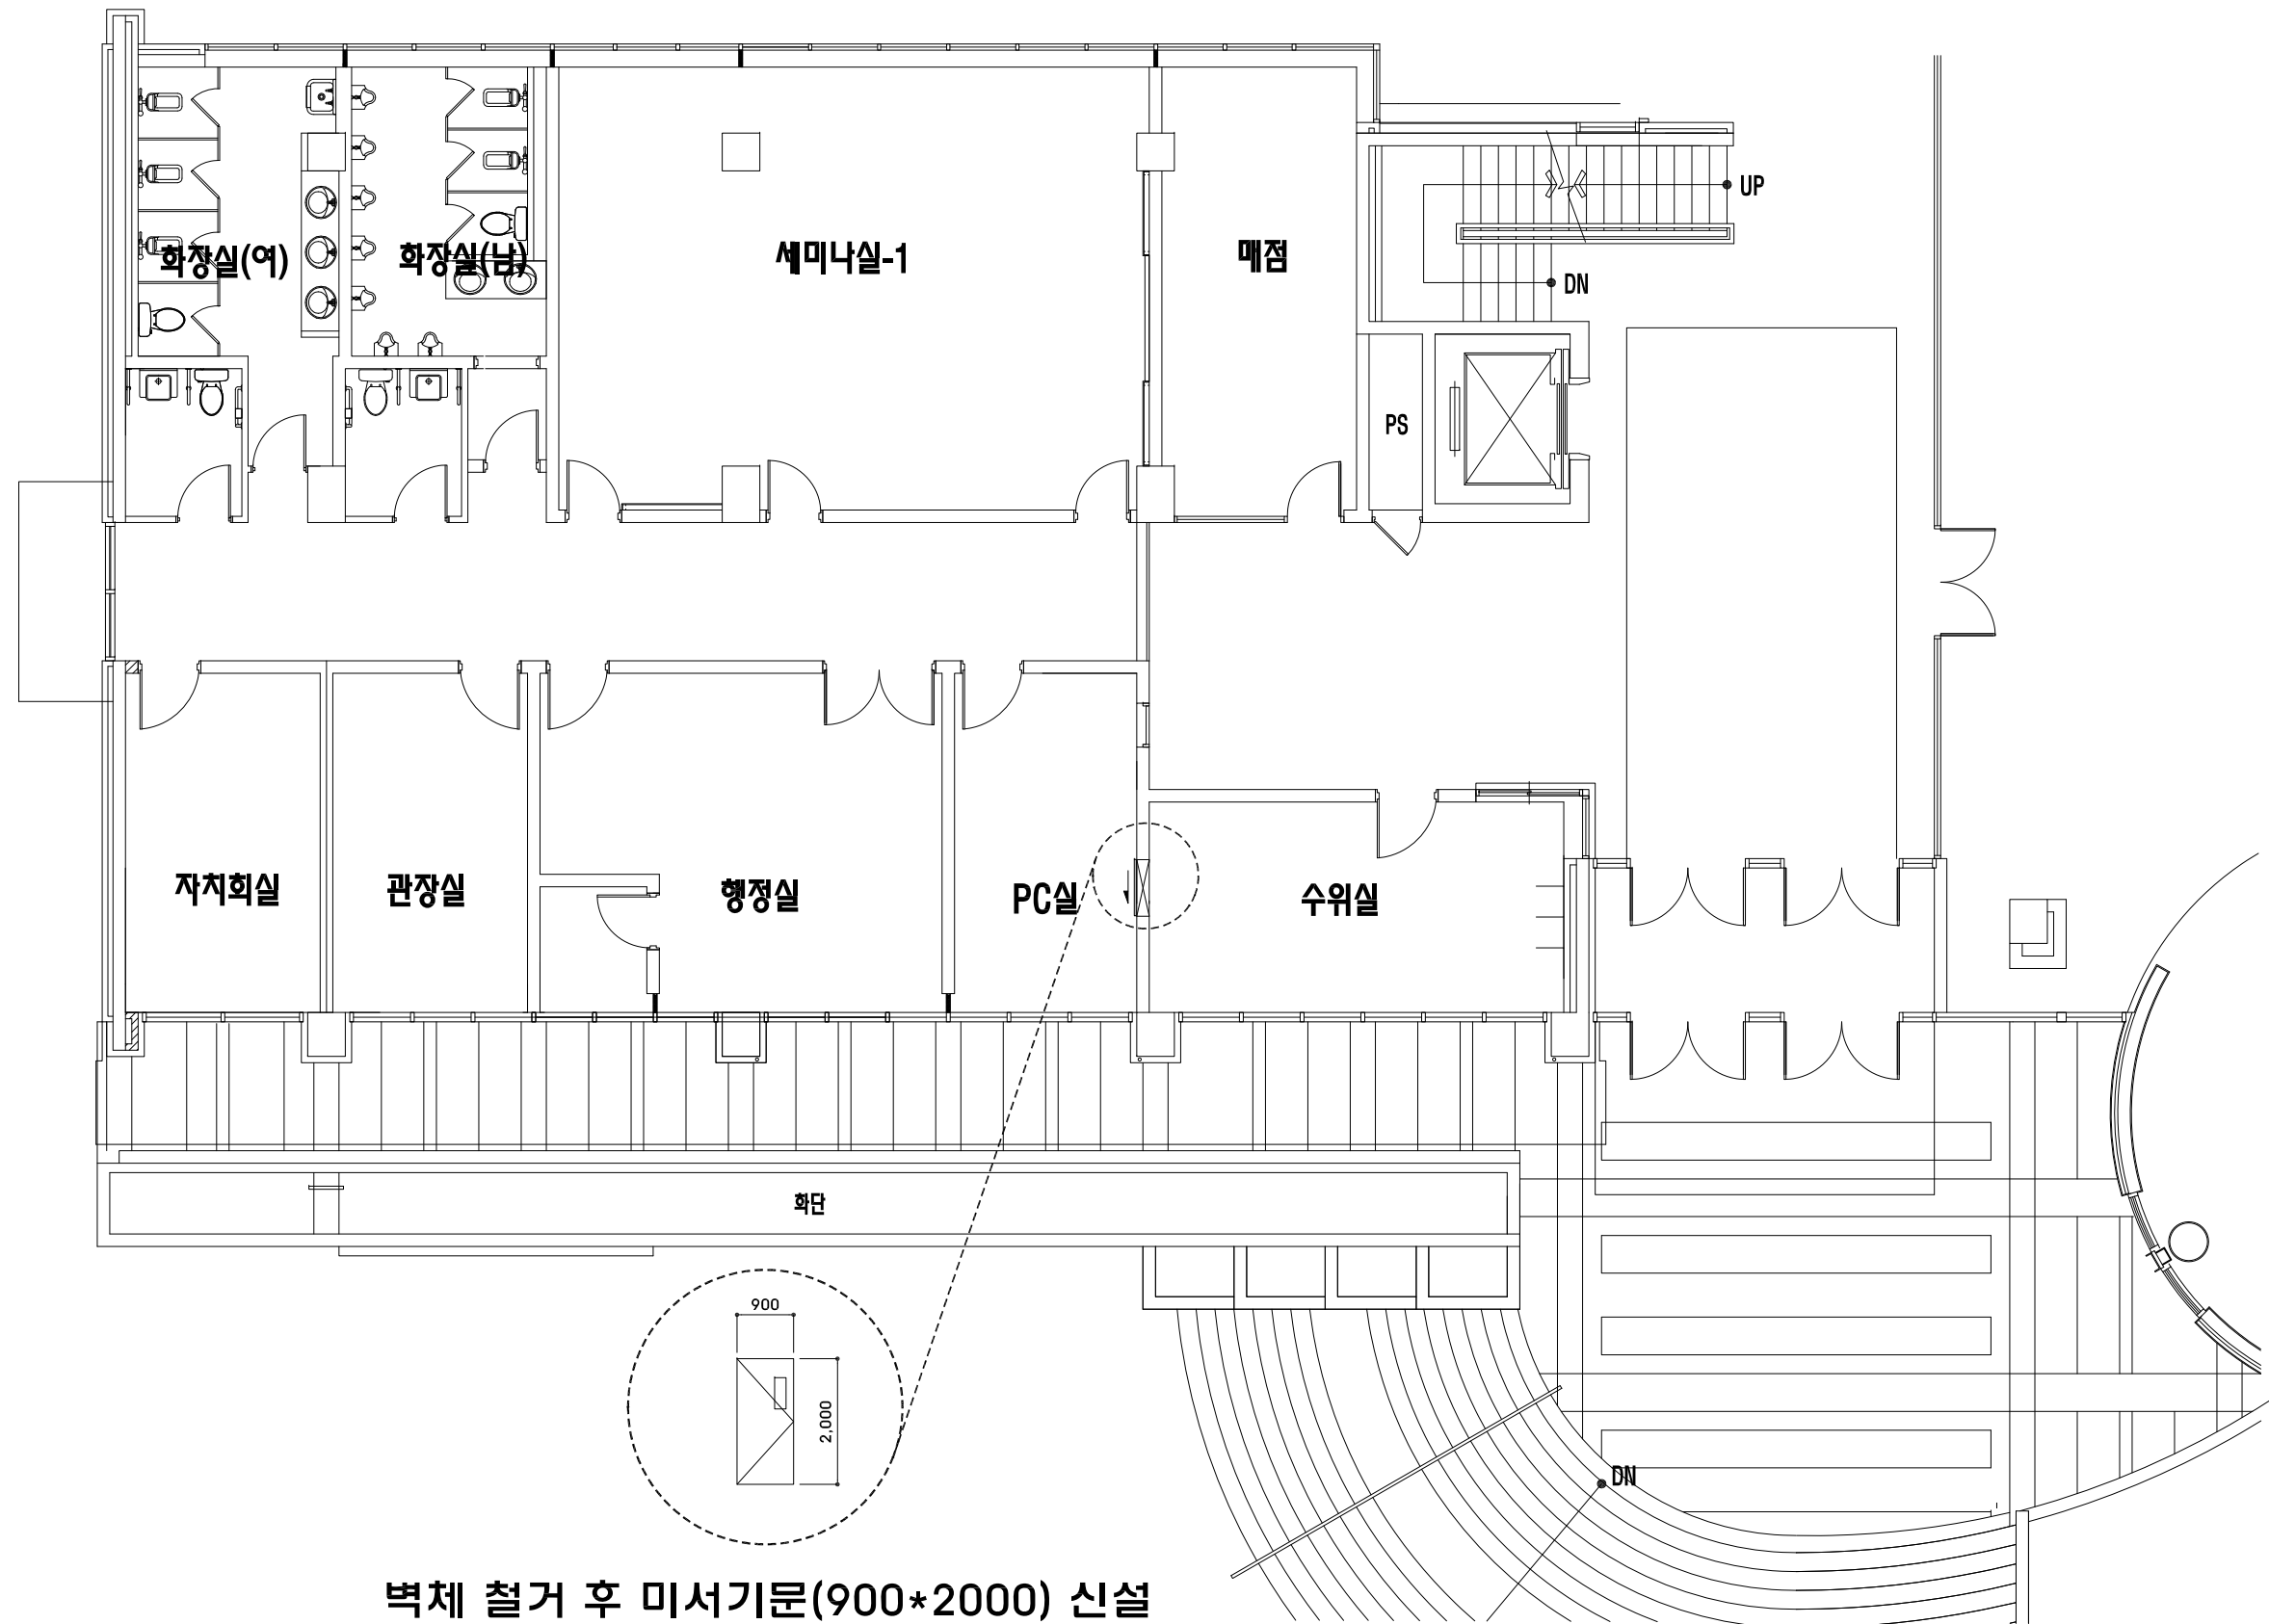 UP
화장실(여)
화장실(남)
세미나실-1
매점
DN
PS
자치회실
관장실
행정실
PC실
수위실
화단
900
2,000
DN
벽체 철거 후 미서기문(900*2000) 신설